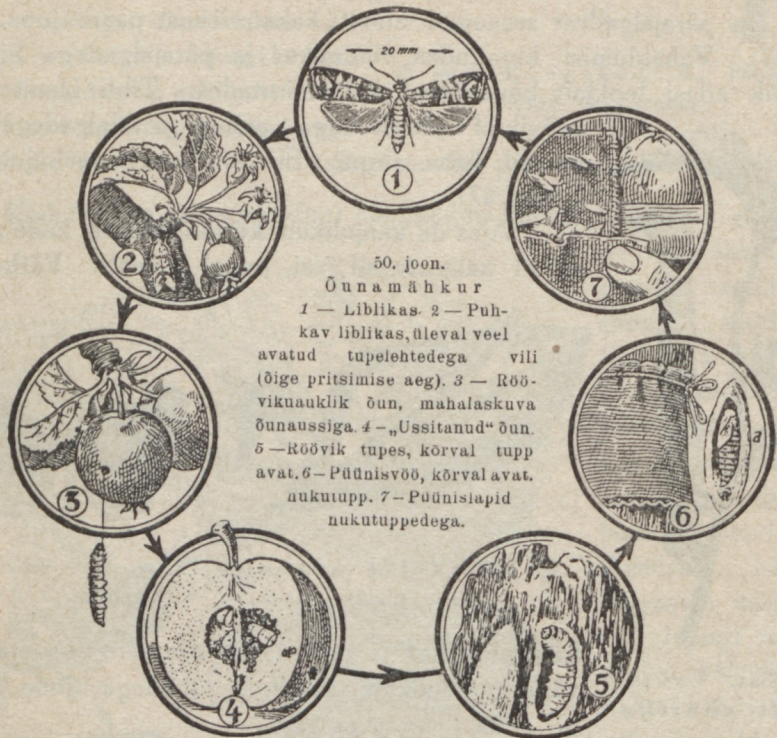 20 mm
1
2
7
50. joon.
Õunamähkur
1 — Liblikas. 2 — Puh-
kav liblikas, üleval veel
avatud tupelehtedega vili
(õige pritsimise aeg). 3 — Röö-
vikuauklik õun, mahalaskuva
õunaussiga. 4 — „Ussitanud“ õun.
5 — Röövik tupes, kõrval tupp
avat. 6 — Püünisvöö, kõrval avat.
nukutupp. 7 — Püünislapid
nukutuppedega.
3
a
6
4
5